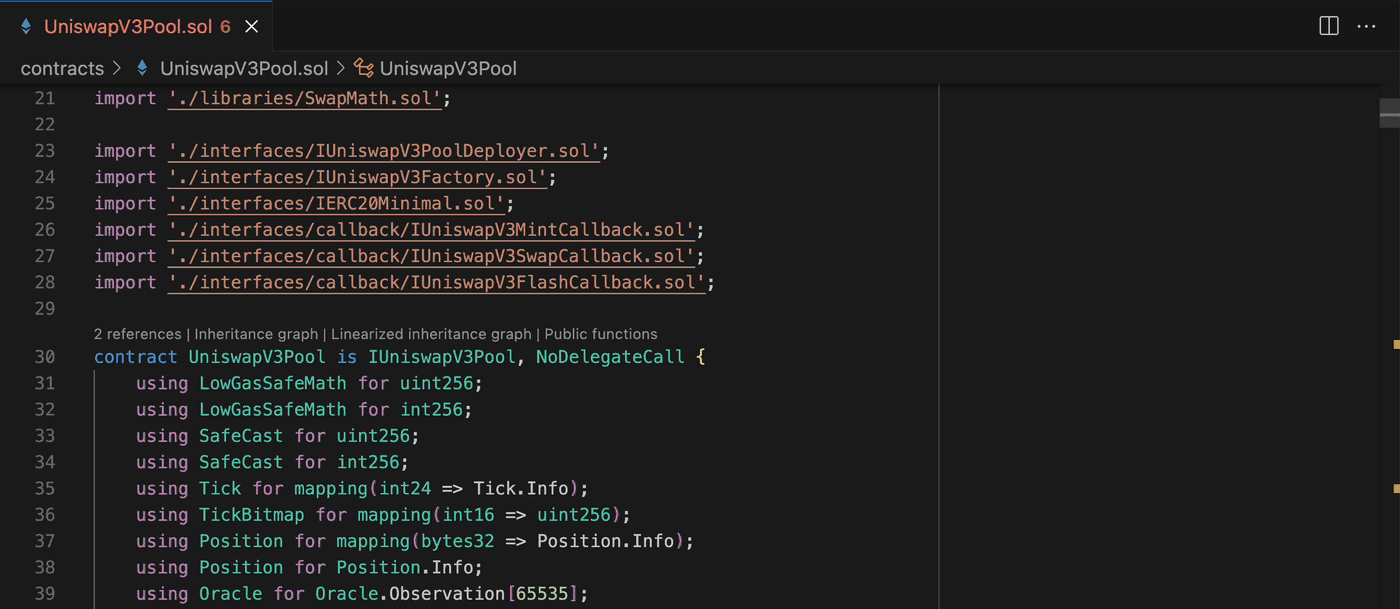 UniswapV3Pool.sol 6
contracts > UniswapV3Pool.sol > UniswapV3Pool
21 import './libraries/SwapMath.sol';
22
23 import './interfaces/IUniswapV3PoolDeployer.sol';
24 import './interfaces/IUniswapV3Factory.sol';
25 import './interfaces/IERC20Minimal.sol';
26 import './interfaces/callback/IUniswapV3MintCallback.sol';
27 import './interfaces/callback/IUniswapV3SwapCallback.sol';
28 import './interfaces/callback/IUniswapV3FlashCallback.sol';
29
2 references | Inheritance graph | Linearized inheritance graph | Public functions
30 contract UniswapV3Pool is IUniswapV3Pool, NoDelegateCall {
31 using LowGasSafeMath for uint256;
32 using LowGasSafeMath for int256;
33 using SafeCast for uint256;
34 using SafeCast for int256;
35 using Tick for mapping(int24 => Tick.Info);
36 using TickBitmap for mapping(int16 => uint256);
37 using Position for mapping(bytes32 => Position.Info);
38 using Position for Position.Info;
39 using Oracle for Oracle.Observation[65535];